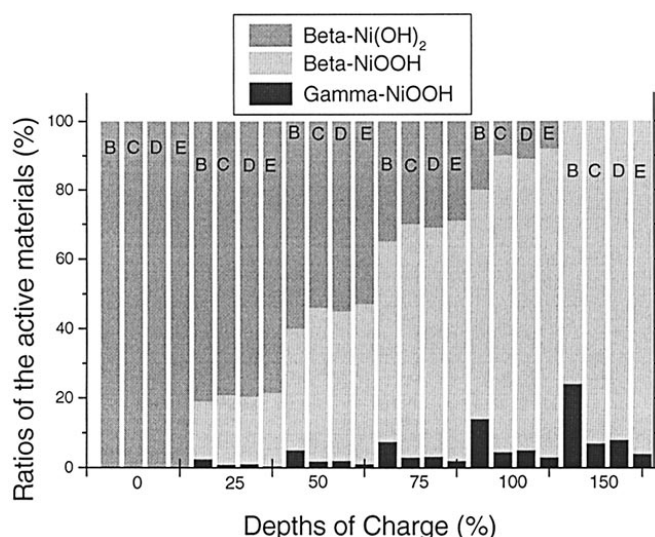 Beta-Ni(OH)2
Beta-NiOOH
Gamma-NiOOH
Ratios of the active materials (%)
100
80
60
40
20
0
B C D E
B C D E
B C D E
B C D E
B C D E
B C D E
0 25 50 75 100 150
Depths of Charge (%)